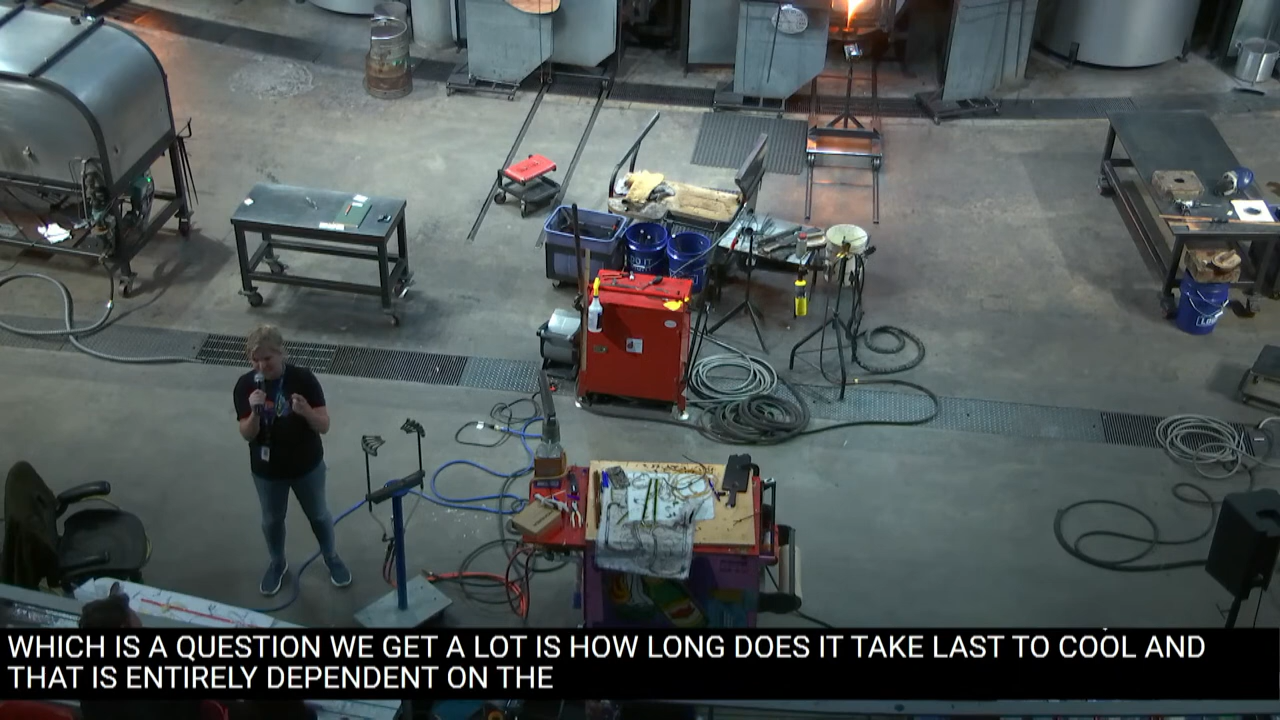 WHICH IS A QUESTION WE GET A LOT IS HOW LONG DOES IT TAKE LAST TO COOL AND
THAT IS ENTIRELY DEPENDENT ON THE